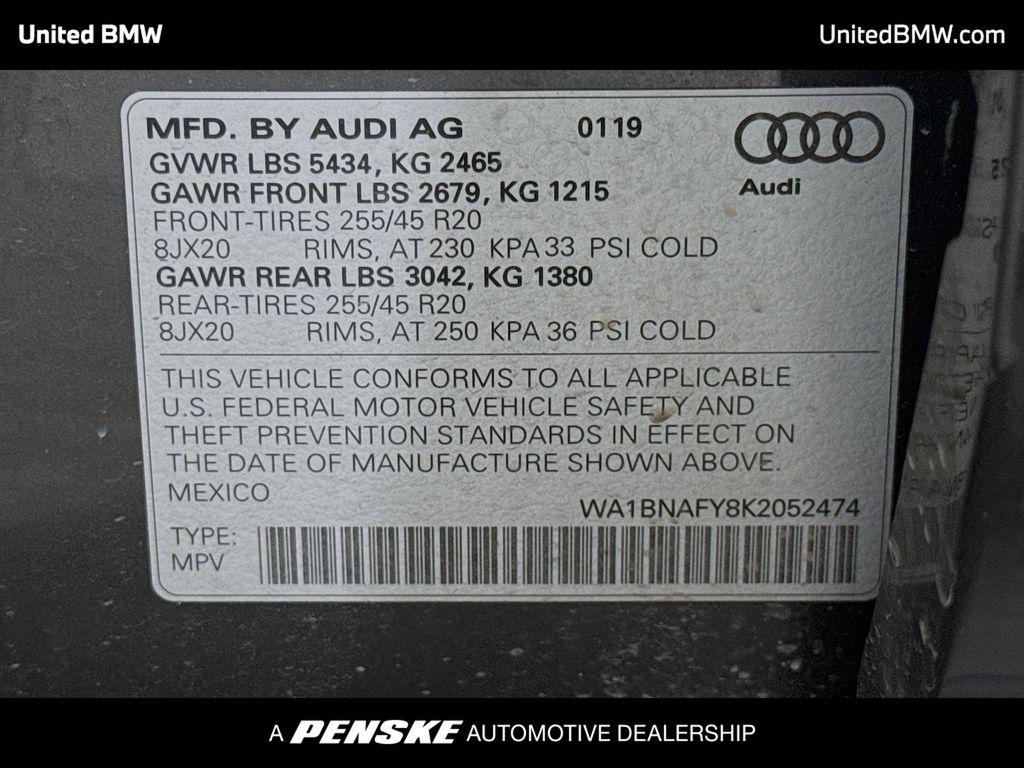 United BMW
UnitedBMW.com
MFD. BY AUDI AG 0119
Audi
GVWR LBS 5434, KG 2465
GAWR FRONT LBS 2679, KG 1215
FRONT-TIRES 255/45 R20
8JX20 RIMS, AT 230 KPA 33 PSI COLD
GAWR REAR LBS 3042, KG 1380
REAR-TIRES 255/45 R20
8JX20 RIMS, AT 250 KPA 36 PSI COLD
THIS VEHICLE CONFORMS TO ALL APPLICABLE
U.S. FEDERAL MOTOR VEHICLE SAFETY AND
THEFT PREVENTION STANDARDS IN EFFECT ON
THE DATE OF MANUFACTURE SHOWN ABOVE.
MEXICO
WA1BNAFY8K2052474
TYPE:
MPV
A PENSKE AUTOMOTIVE DEALERSHIP